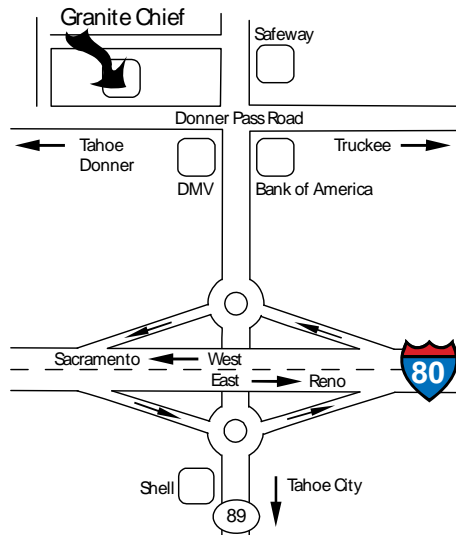 Granite Chief
Safeway
Donner Pass Road
Tahoe
Donner
Truckee
DMV
Bank of America
Sacramento
West
East
Reno
80
Shell
Tahoe City
89